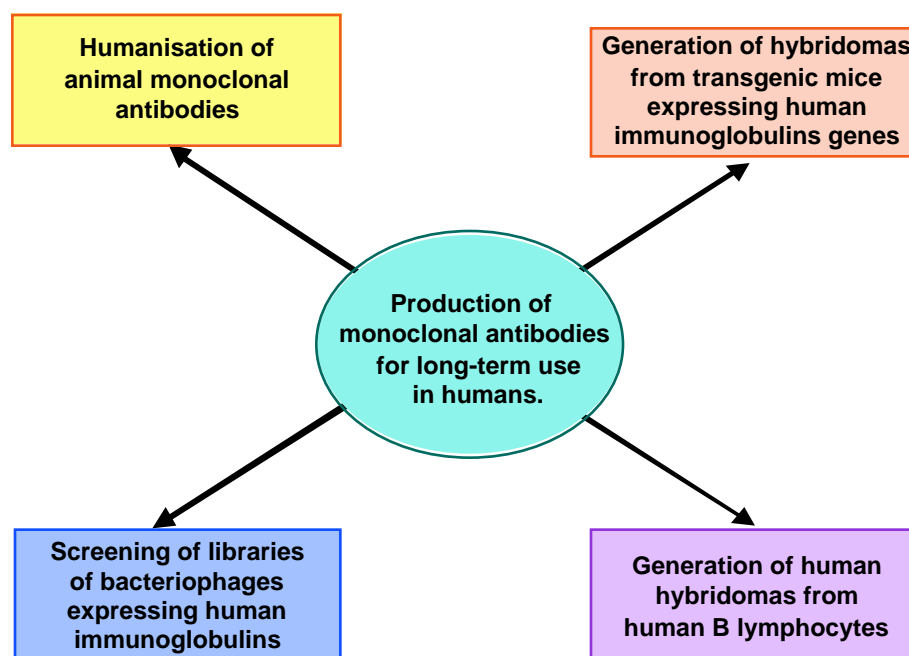 Humanisation of
animal monoclonal
antibodies
Generation of hybridomas
from transgenic mice
expressing human
immunoglobulins genes
Production of
monoclonal antibodies
for long-term use
in humans.
Screening of libraries
of bacteriophages
expressing human
immunoglobulins
Generation of human
hybridomas from
human B lymphocytes